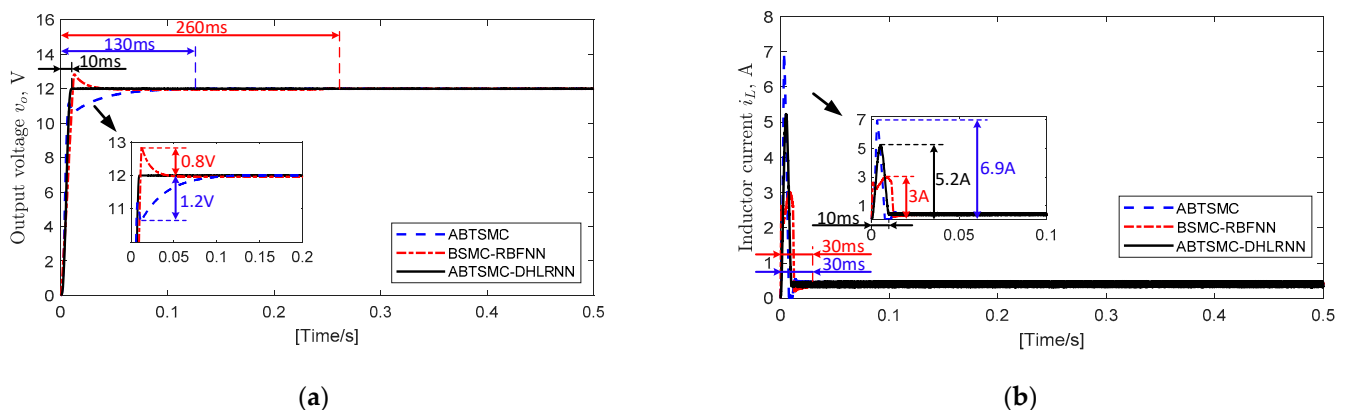 16
14
12
10
8
6
4
2
0
Output voltage v_o, V
260ms
130ms
10ms
13
12
11
0.8V
1.2V
0 0.05 0.1 0.15 0.2
ABTSMC
BSMC-RBFNN
ABTSMC-DHLRNN
0 0.1 0.2 0.3 0.4 0.5
[Time/s]
(a)
8
7
6
5
4
3
2
1
0
Inductor current i_L, A
7
5
3
1
6.9A
5.2A
3A
10ms
0 0.05 0.1
30ms
30ms
ABTSMC
BSMC-RBFNN
ABTSMC-DHLRNN
0 0.1 0.2 0.3 0.4 0.5
[Time/s]
(b)